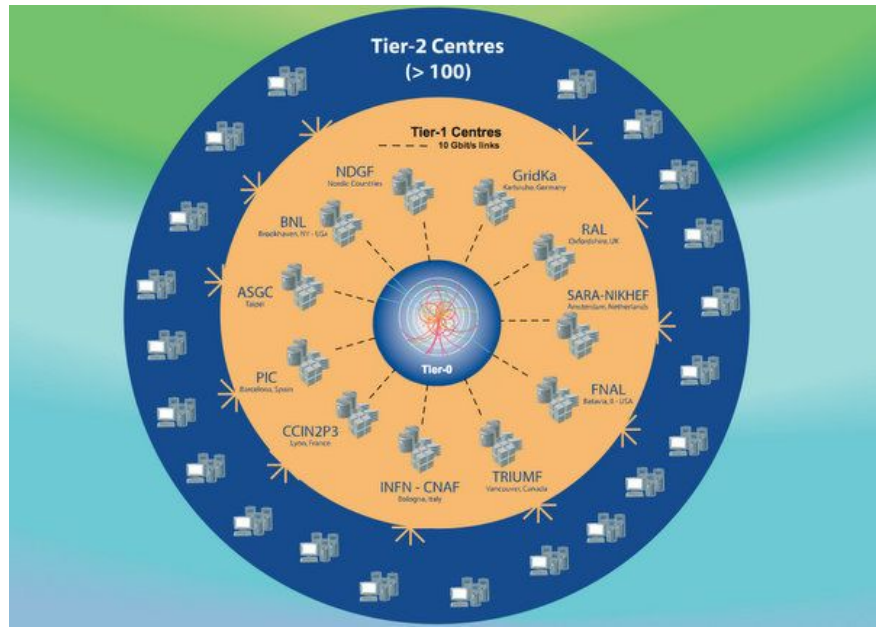 Tier-2 Centres
(> 100)
Tier-1 Centres
10 Gbit/s links
NDGF
Nordic Countries
GridKa
Karlsruhe, Germany
BNL
Brookhaven, NY - USA
RAL
Oxfordshire, UK
ASGC
Taipei
SARA-NIKHEF
Amsterdam, Netherlands
Tier-0
PIC
Barcelona, Spain
FNAL
Batavia, Il - USA
CCIN2P3
Lyon, France
TRIUMF
Vancouver, Canada
INFN - CNAF
Bologna, Italy